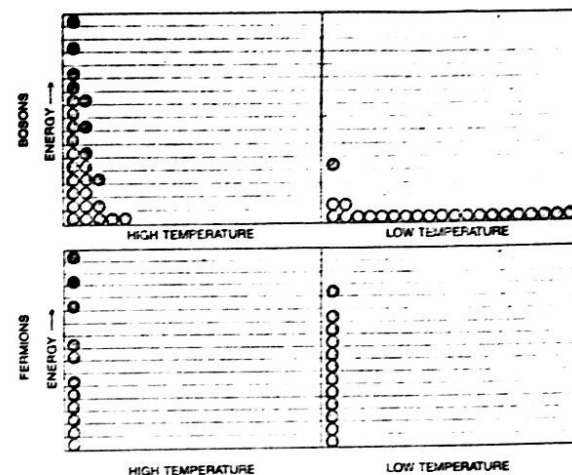 BOSONS
ENERGY →
HIGH TEMPERATURE
LOW TEMPERATURE
FERMIONS
ENERGY →
HIGH TEMPERATURE
LOW TEMPERATURE